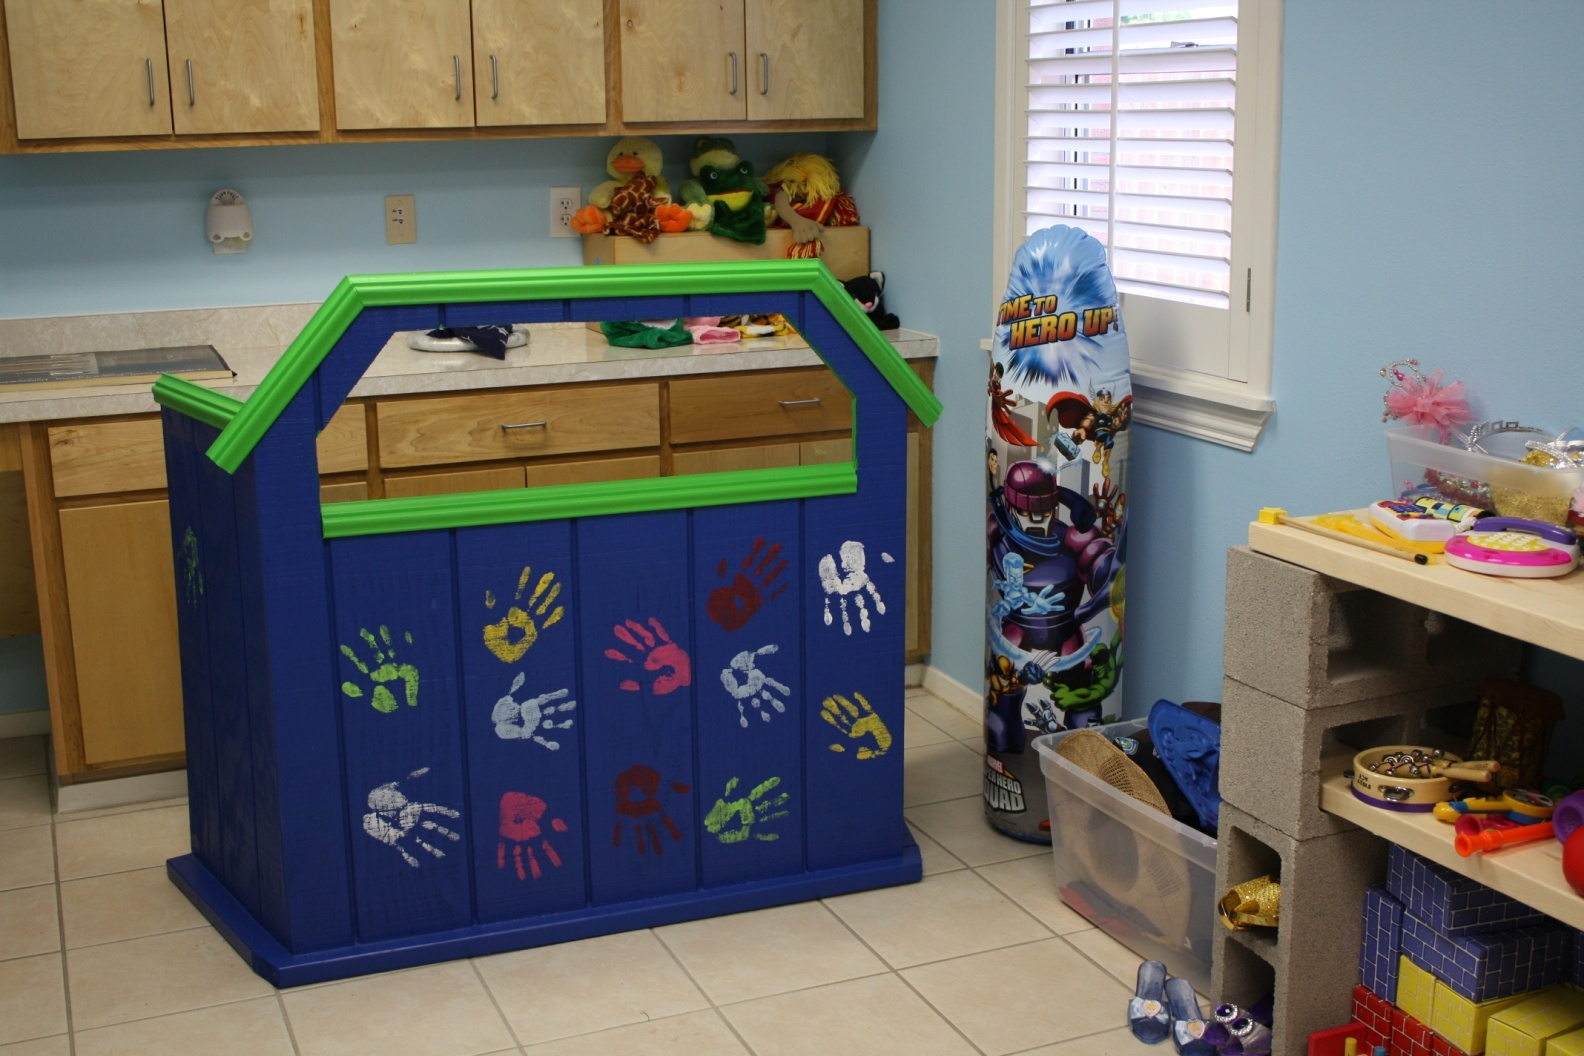 TIME TO
HERO UP!
MARVEL
SUPER HERO
SQUAD